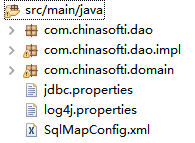 src/main/java
com.chinasofti.dao
com.chinasofti.dao.impl
com.chinasofti.domain
jdbc.properties
log4j.properties
SqlMapConfig.xml